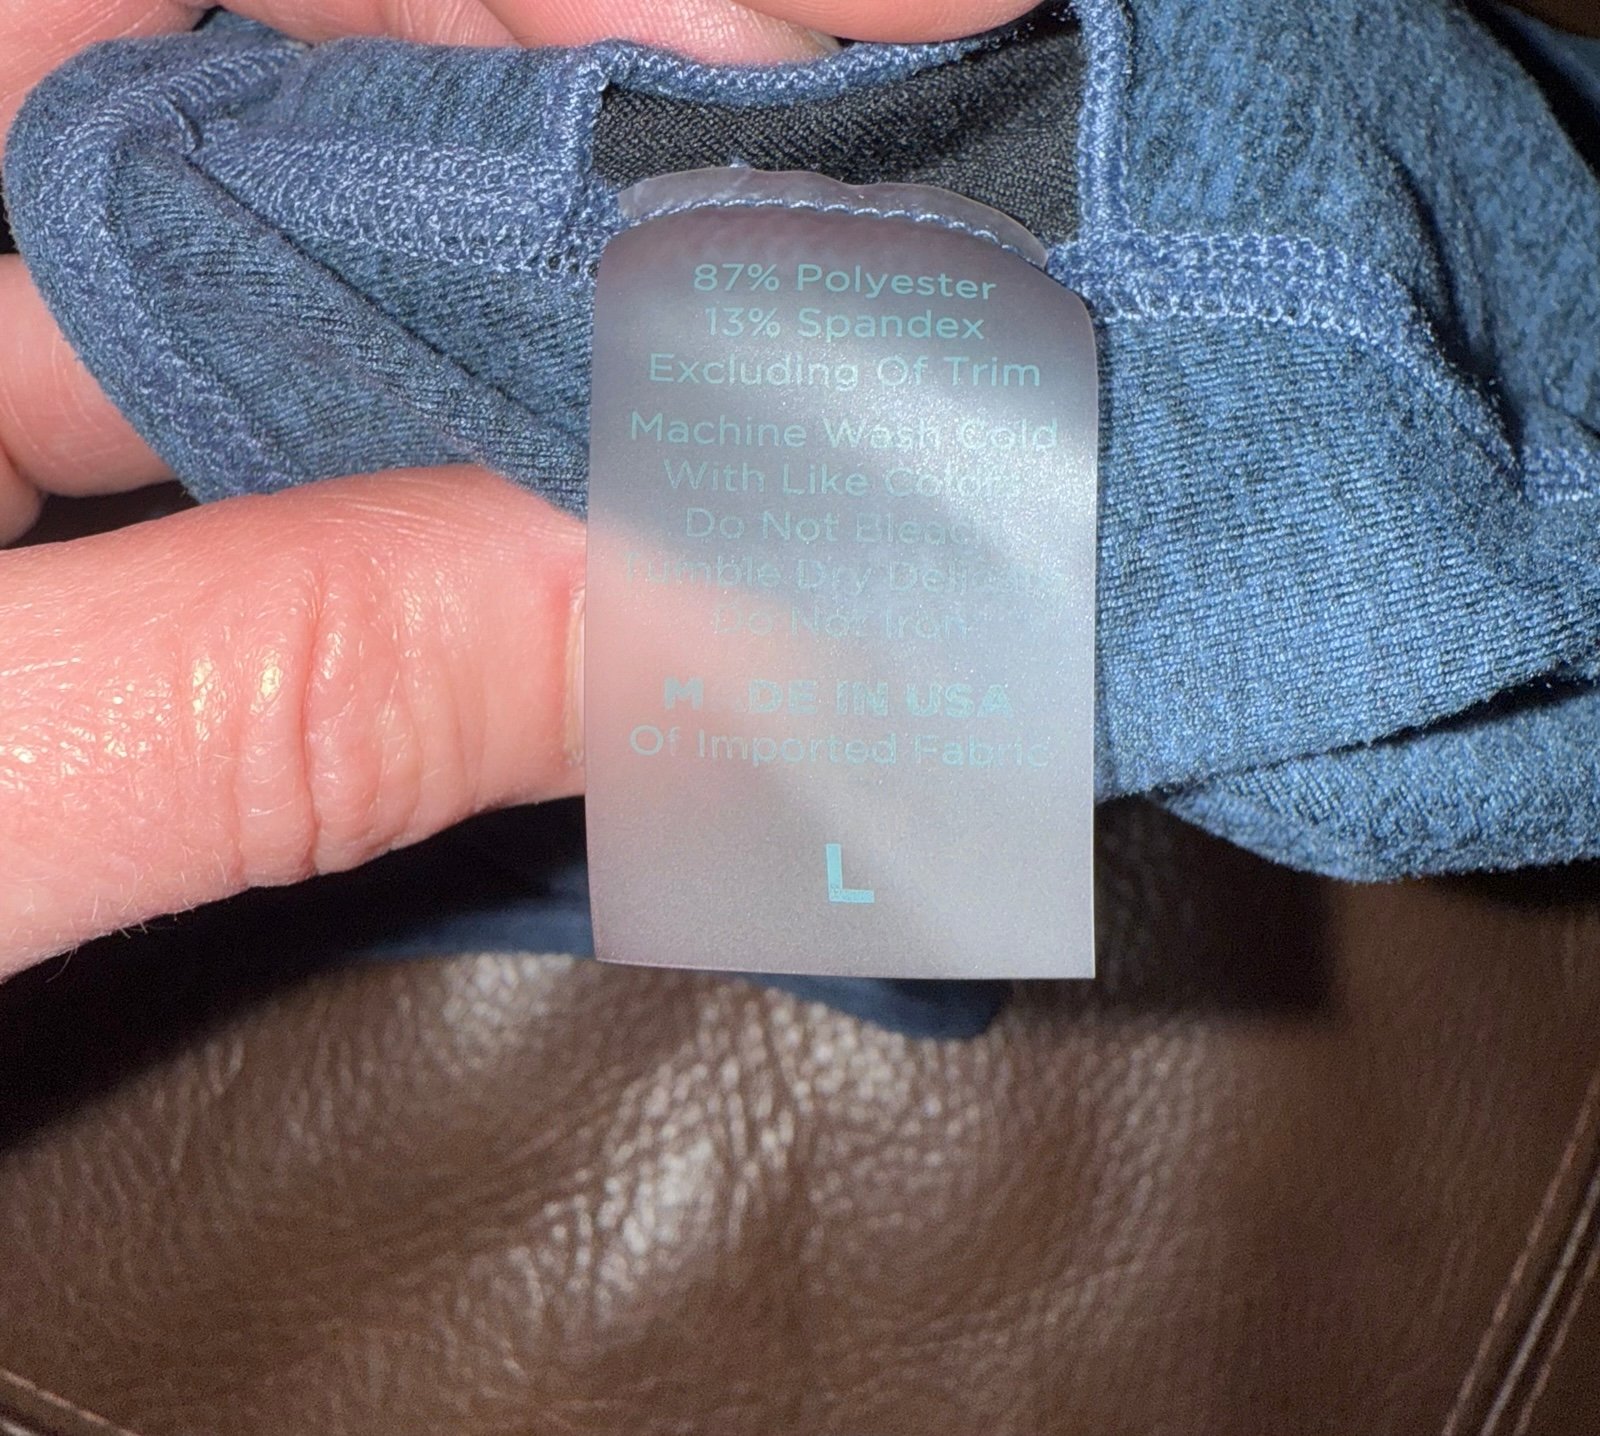 87% Polyester
13% Spandex
Excluding Of Trim
Machine Wash Cold
With Like Colors
Do Not Bleach
Tumble Dry Delicate
Do Not Iron
MADE IN USA
Of Imported Fabric
L